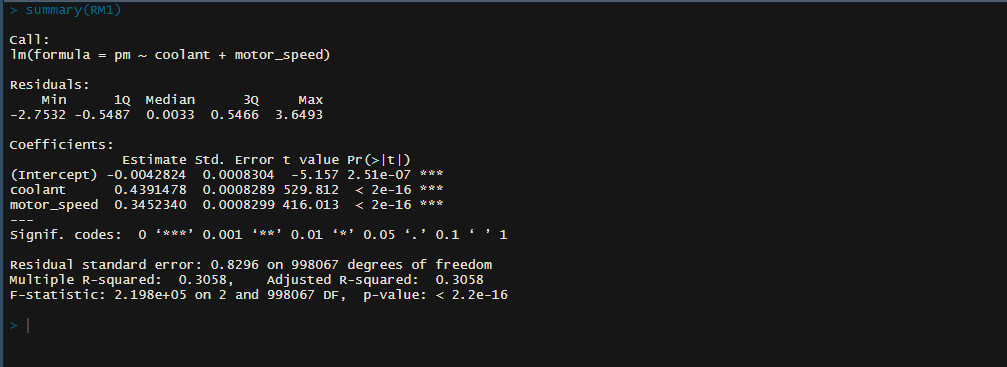 > summary(RM1)
Call:
lm(formula = pm ~ coolant + motor_speed)
Residuals:
    Min      1Q  Median      3Q     Max
-2.7532 -0.5487  0.0033  0.5466  3.6493
Coefficients:
              Estimate Std. Error t value Pr(>|t|)
(Intercept) -0.0042824  0.0008304  -5.157 2.51e-07 ***
coolant      0.4391478  0.0008289 529.812  < 2e-16 ***
motor_speed  0.3452340  0.0008299 416.013  < 2e-16 ***
---
Signif. codes:  0 ‘***’ 0.001 ‘**’ 0.01 ‘*’ 0.05 ‘.’ 0.1 ‘ ’ 1
Residual standard error: 0.8296 on 998067 degrees of freedom
Multiple R-squared:  0.3058,    Adjusted R-squared:  0.3058
F-statistic: 2.198e+05 on 2 and 998067 DF,  p-value: < 2.2e-16
>